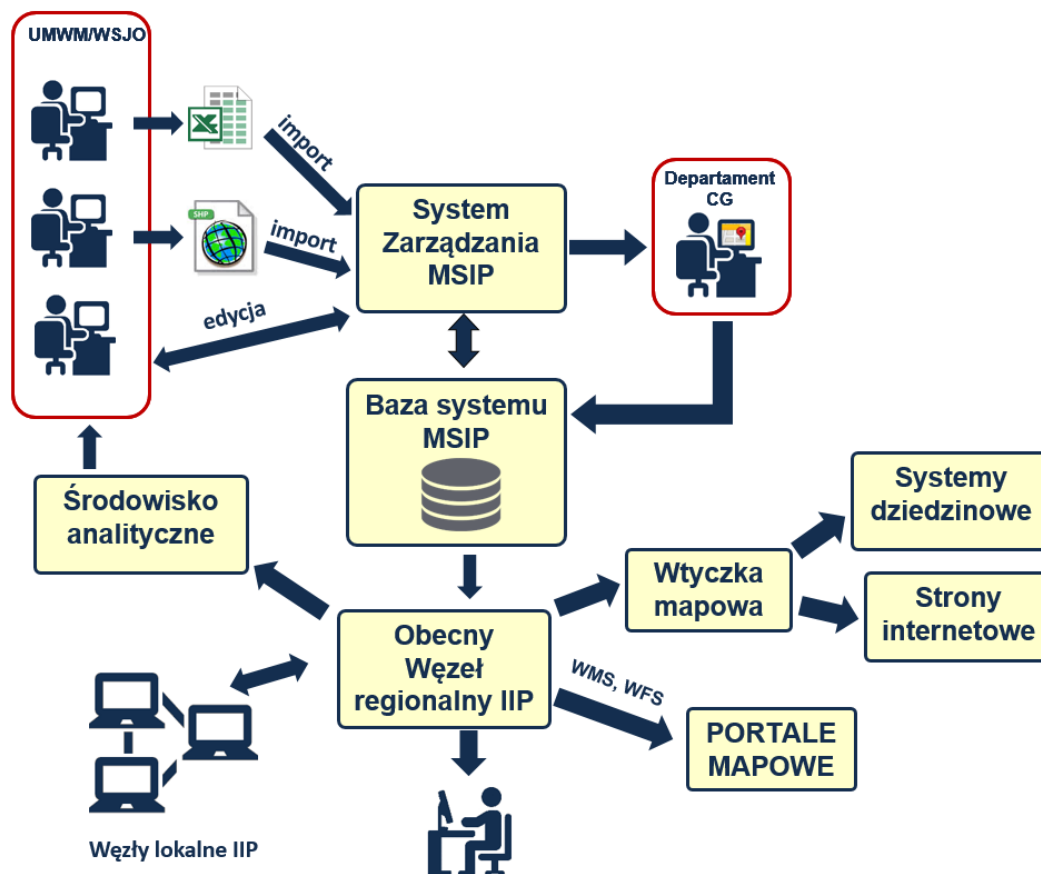 UMWM/WSJO
import
SHP
import
edycja
System
Zarządzania
MSIP
Departament
CG
Baza systemu
MSIP
Środowisko
analityczne
Systemy
dziedzinowe
Wtyczka
mapowa
Strony
internetowe
Obecny
Węzeł
regionalny IIP
WMS, WFS
PORTALE
MAPOWE
Węzły lokalne IIP